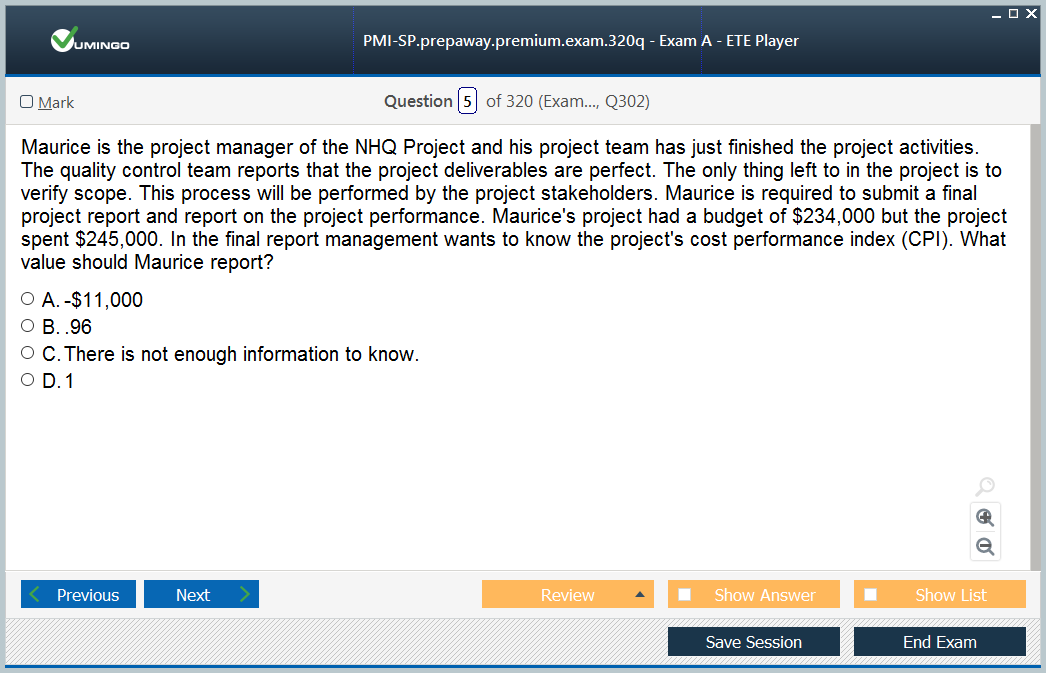 VUMINGO
PMI-SP.prepaway.premium.exam.320q - Exam A - ETE Player
Mark
Question 5 of 320 (Exam..., Q302)
Maurice is the project manager of the NHQ Project and his project team has just finished the project activities.
The quality control team reports that the project deliverables are perfect. The only thing left to in the project is to
verify scope. This process will be performed by the project stakeholders. Maurice is required to submit a final
project report and report on the project performance. Maurice's project had a budget of $234,000 but the project
spent $245,000. In the final report management wants to know the project's cost performance index (CPI). What
value should Maurice report?
A. -$11,000
B. .96
C. There is not enough information to know.
D. 1
Previous
Next
Review
Show Answer
Show List
Save Session
End Exam